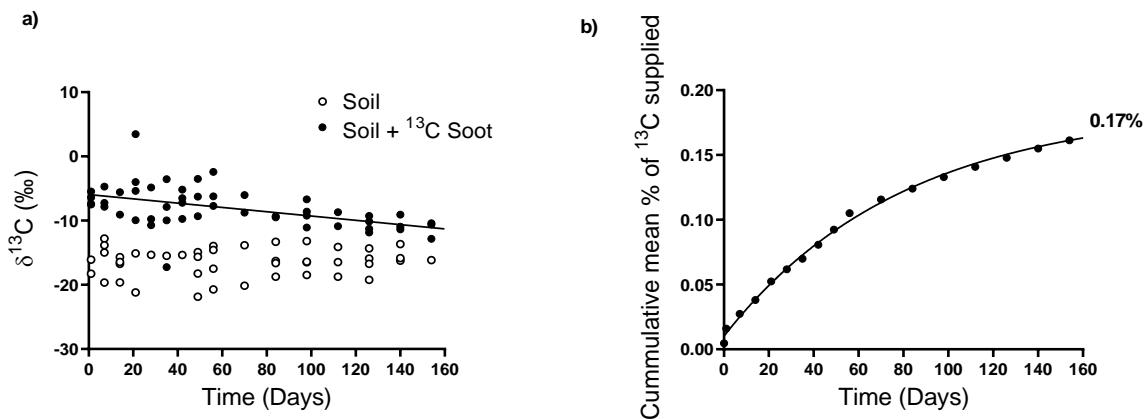 a)
δ¹³C (‰)
10
0
-10
-20
-30
Soil
Soil + ¹³C Soot
0 20 40 60 80 100 120 140 160
Time (Days)
b)
Cummulative mean % of ¹³C supplied
0.20
0.15
0.10
0.05
0.00
0.17%
0 20 40 60 80 100 120 140 160
Time (Days)